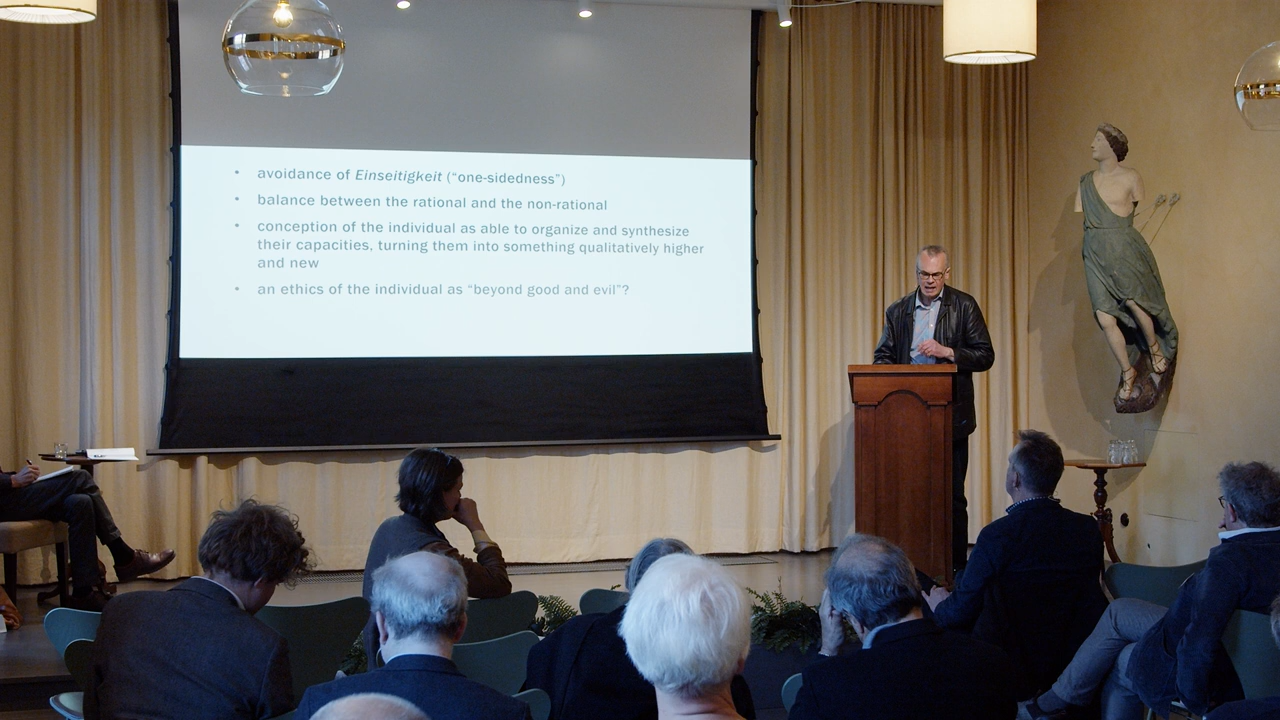 • avoidance of Einseitigkeit (“one-sidedness”)
• balance between the rational and the non-rational
• conception of the individual as able to organize and synthesize
their capacities, turning them into something qualitatively higher
and new
• an ethics of the individual as “beyond good and evil”?